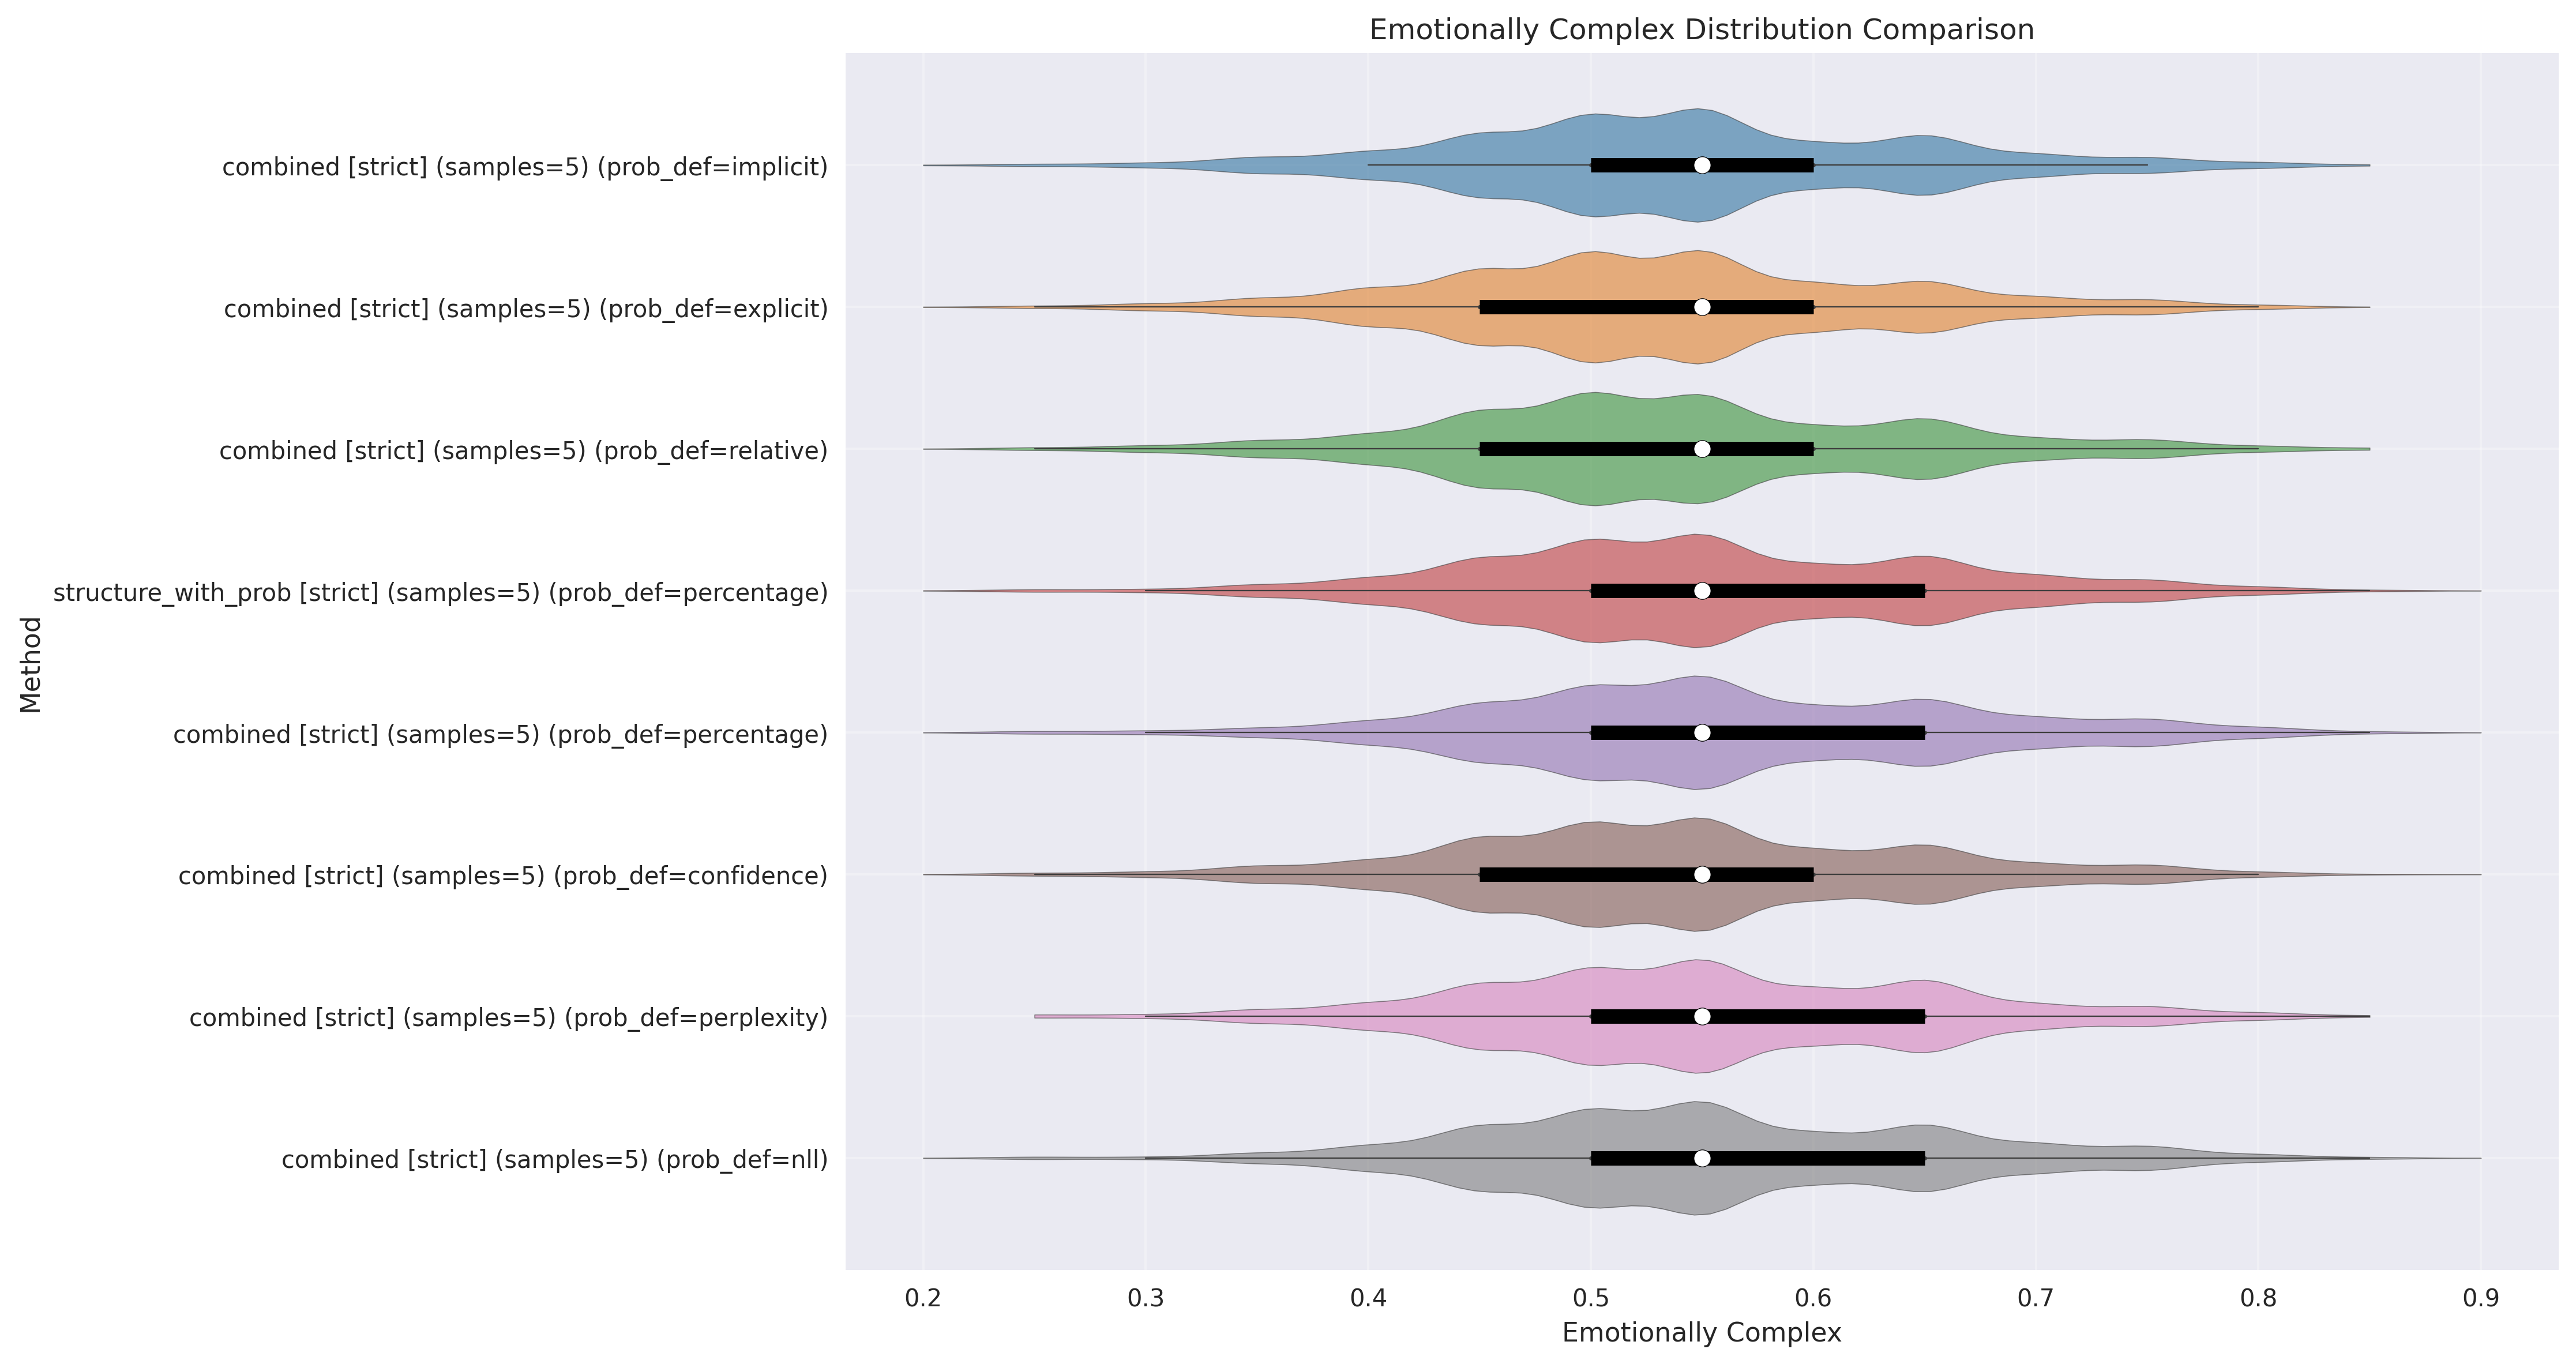 Emotionally Complex Distribution Comparison
combined [strict] (samples=5) (prob_def=implicit)
combined [strict] (samples=5) (prob_def=explicit)
combined [strict] (samples=5) (prob_def=relative)
structure_with_prob [strict] (samples=5) (prob_def=percentage)
combined [strict] (samples=5) (prob_def=percentage)
combined [strict] (samples=5) (prob_def=confidence)
combined [strict] (samples=5) (prob_def=perplexity)
combined [strict] (samples=5) (prob_def=nll)
Method
0.2 0.3 0.4 0.5 0.6 0.7 0.8 0.9
Emotionally Complex